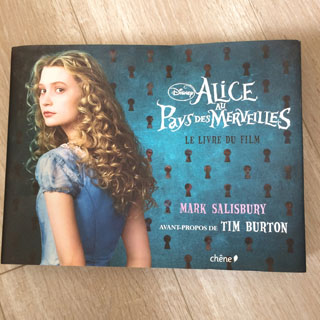 Disney
ALICE
AU
PAYS DES MERVEILLES
LE LIVRE DU FILM
MARK SALISBURY
AVANT-PROPOS DE TIM BURTON
chêne